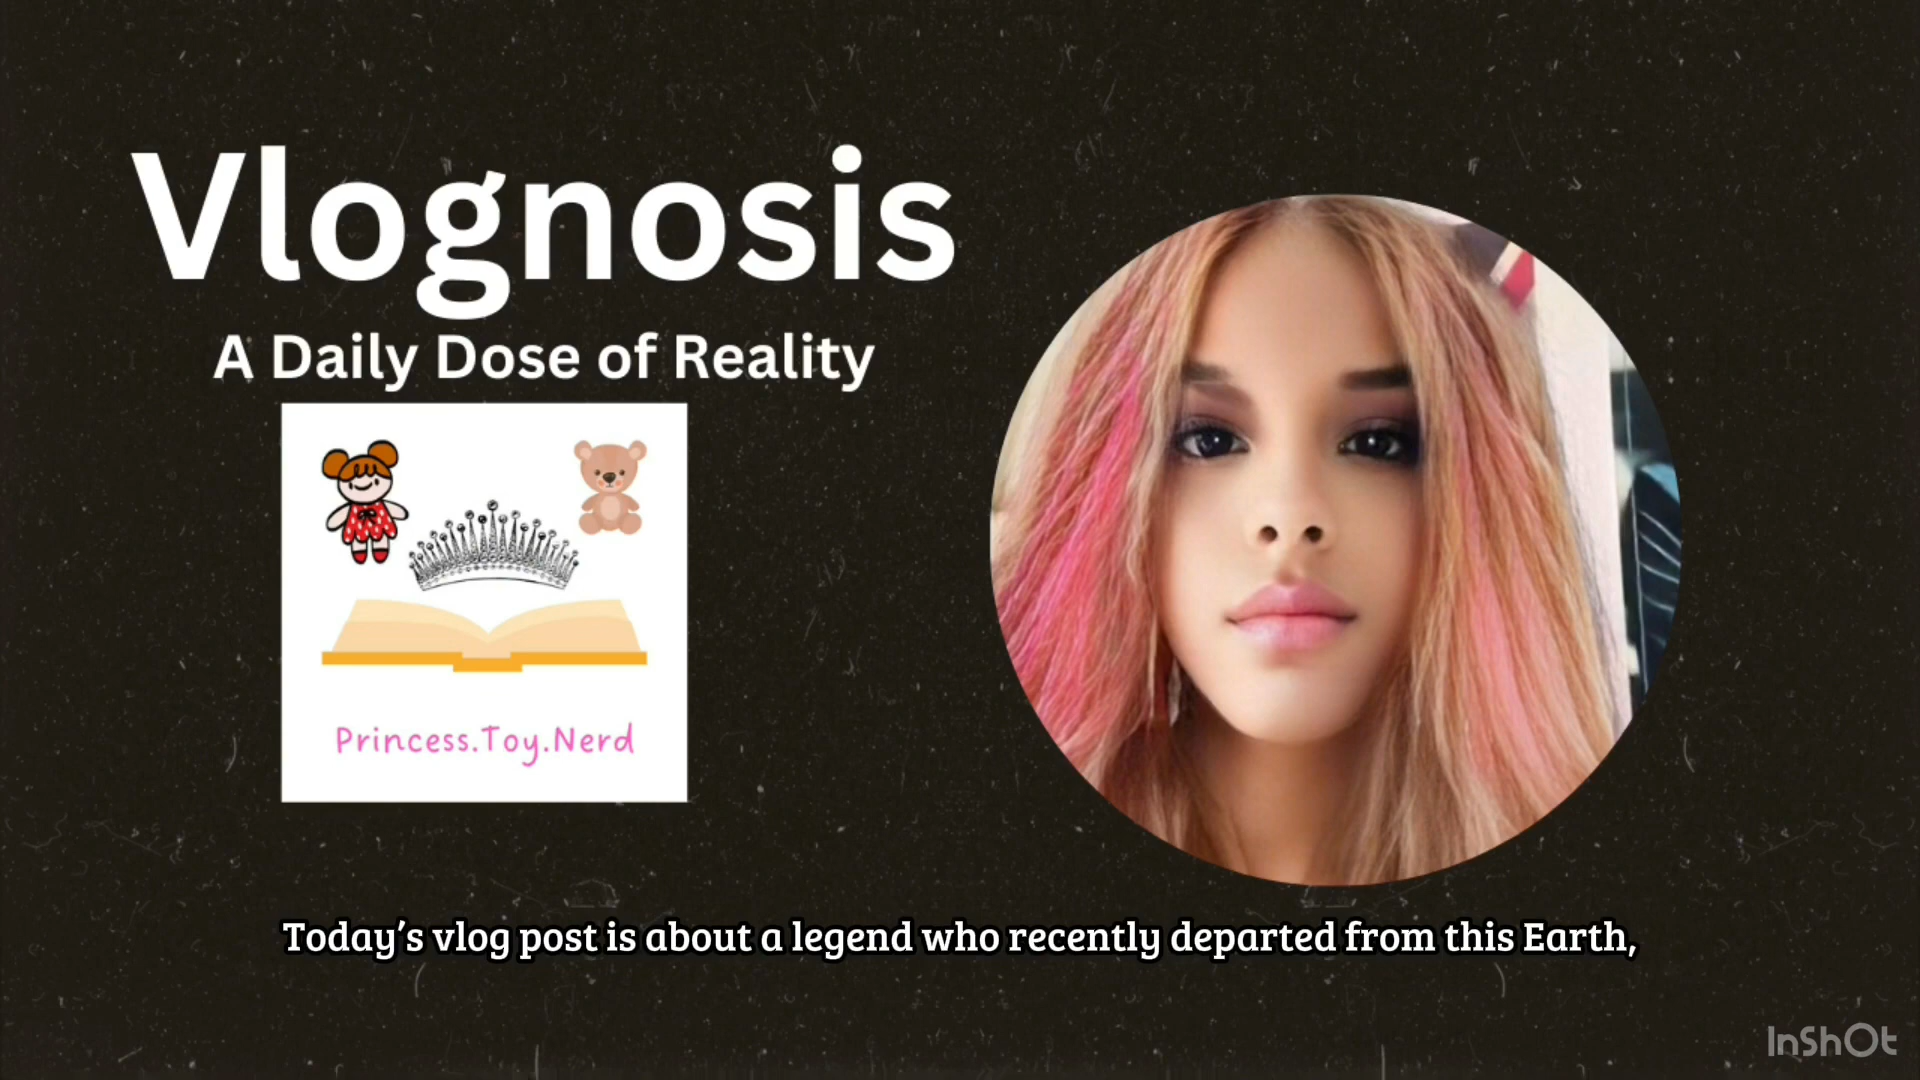 Vlognosis
A Daily Dose of Reality
Princess.Toy.Nerd
Today’s vlog post is about a legend who recently departed from this Earth,
InShOt